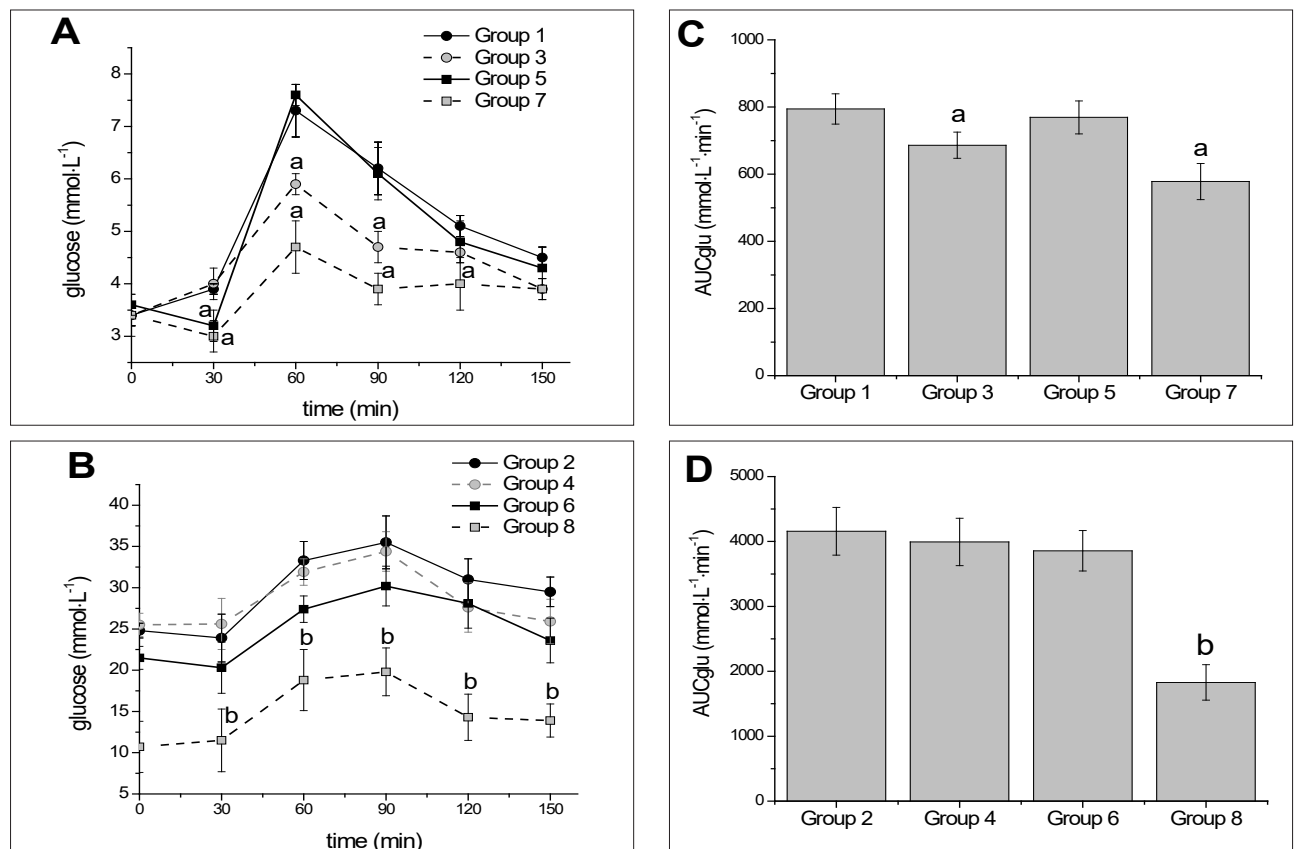 A
Group 1
Group 3
Group 5
Group 7
8
7
6
5
4
3
glucose (mmol·L⁻¹)
a
a
a
a
a
a
a
0 30 60 90 120 150
time (min)
C
1000
800
600
400
200
0
AUCglu (mmol·L⁻¹·min⁻¹)
a
a
Group 1 Group 3 Group 5 Group 7
B
Group 2
Group 4
Group 6
Group 8
40
35
30
25
20
15
10
5
glucose (mmol·L⁻¹)
b
b
b
b
b
0 30 60 90 120 150
time (min)
D
5000
4000
3000
2000
1000
0
AUCglu (mmol·L⁻¹·min⁻¹)
b
Group 2 Group 4 Group 6 Group 8